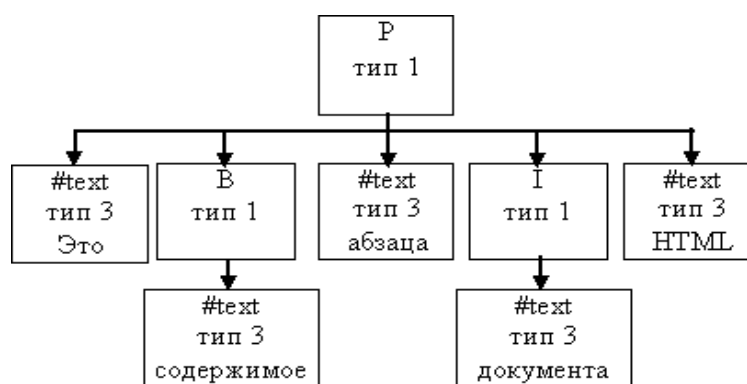 P
тип 1
#text
тип 3
Это
B
тип 1
#text
тип 3
абзаца
I
тип 1
#text
тип 3
HTML
#text
тип 3
содержимое
#text
тип 3
документа